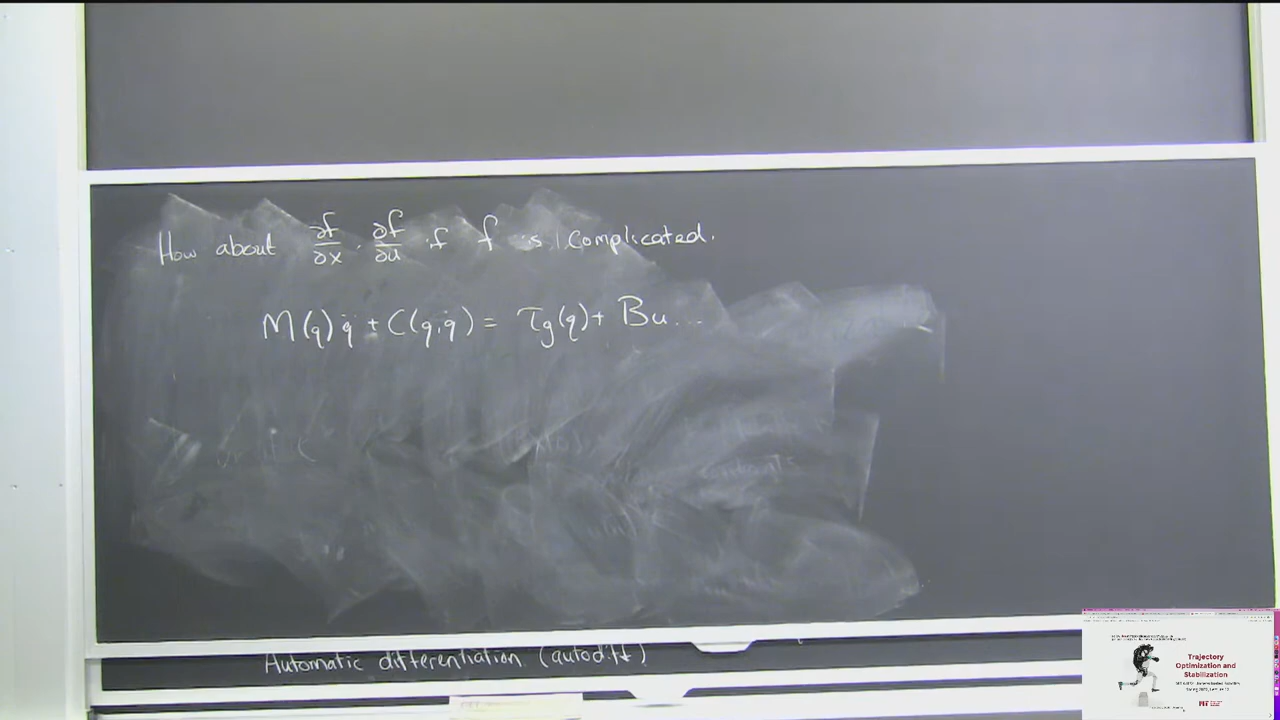 How about ∂f/∂x, ∂f/∂u if f is complicated.
M(q)q̈ + C(q,q̇) = τg(q) + Bu...
Automatic differentiation (autodiff)
Trajectory
Optimization and
Stabilization